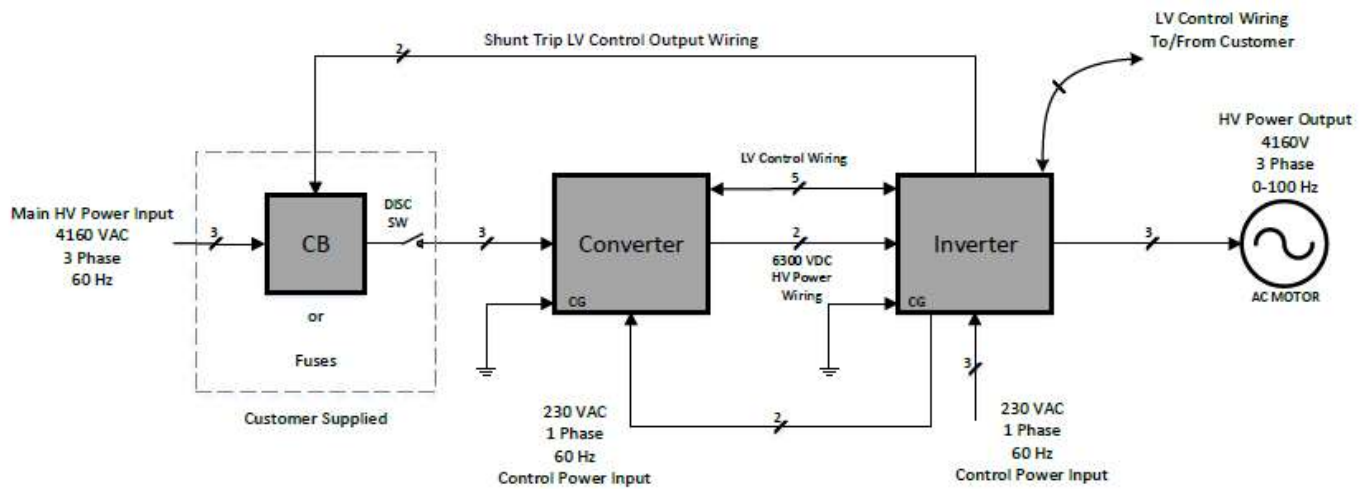 Shunt Trip LV Control Output Wiring
2
LV Control Wiring
To/From Customer
HV Power Output
4160V
3 Phase
0-100 Hz
AC MOTOR
Main HV Power Input
4160 VAC
3 Phase
60 Hz
3
CB
DISC
SW
or
Fuses
Customer Supplied
3
Converter
CG
LV Control Wiring
5
2
6300 VDC
HV Power
Wiring
Inverter
CG
3
3
2
230 VAC
1 Phase
60 Hz
Control Power Input
230 VAC
1 Phase
60 Hz
Control Power Input